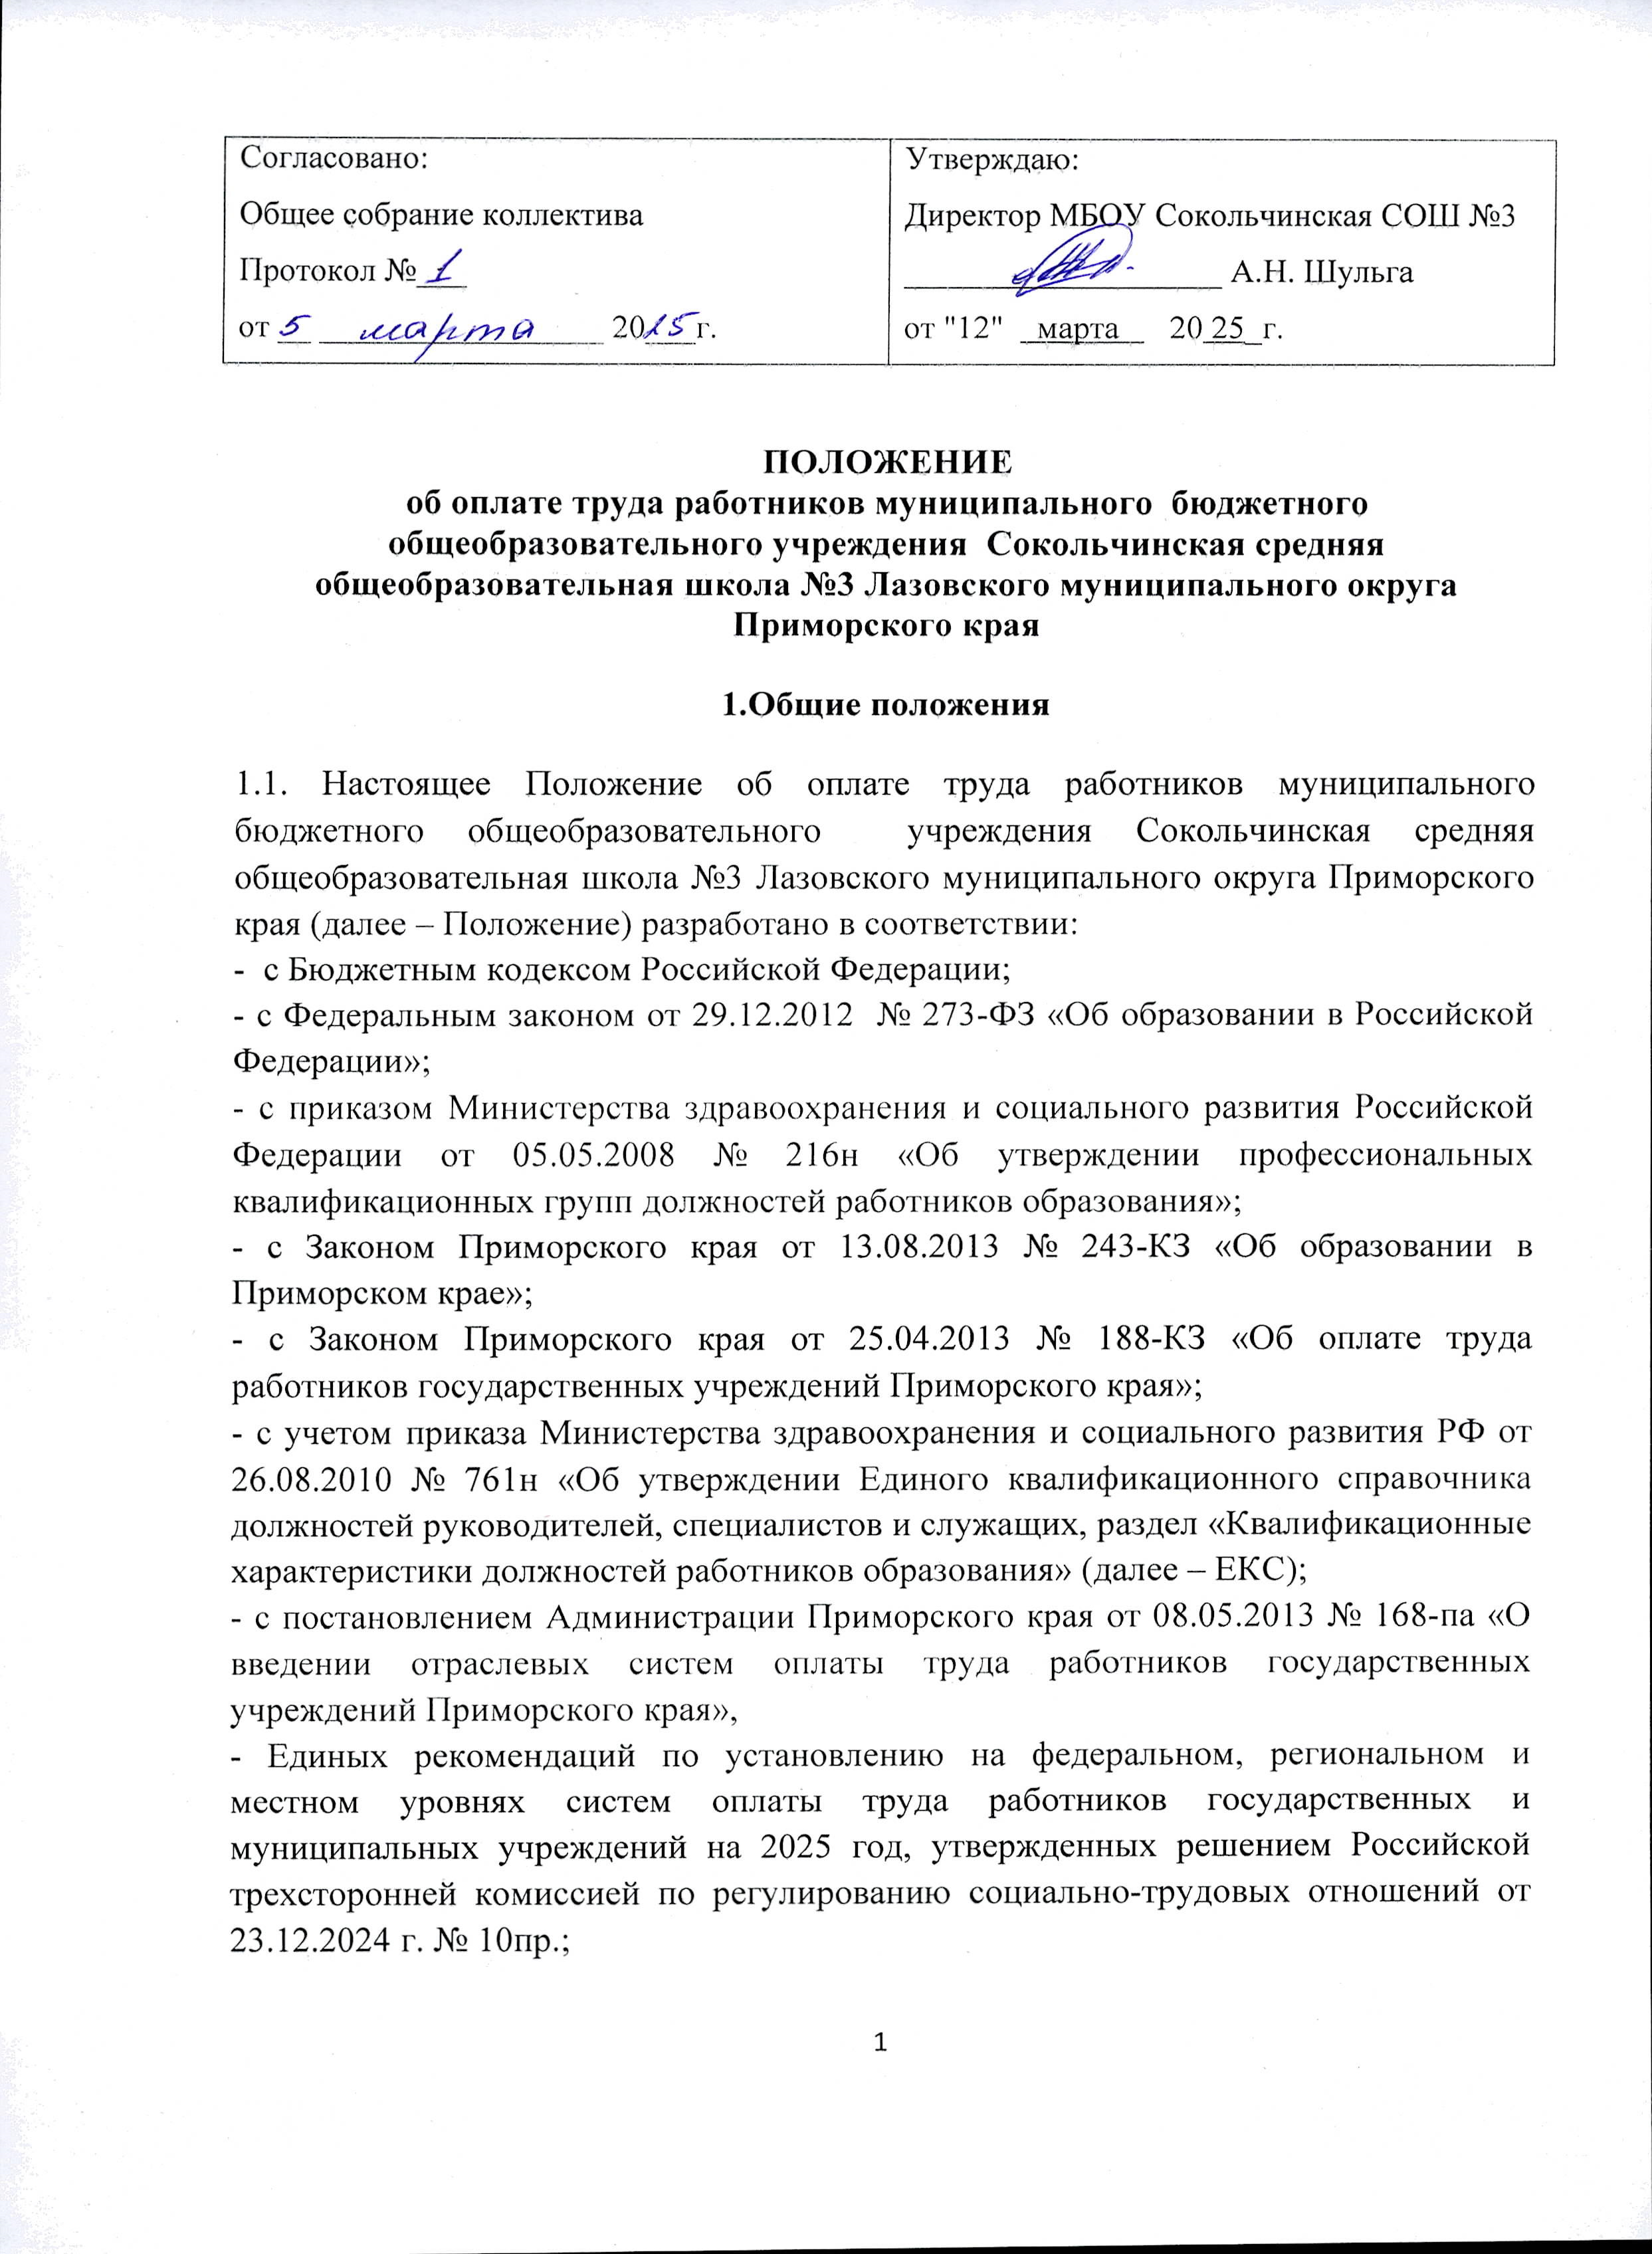 Согласовано:
Общее собрание коллектива
Протокол № 1
от 5 марта 2025г.
Утверждаю:
Директор МБОУ Сокольчинская СОШ №3
____________________ А.Н. Шульга
от "12" марта 20 25 г.
ПОЛОЖЕНИЕ
об оплате труда работников муниципального бюджетного
общеобразовательного учреждения Сокольчинская средняя
общеобразовательная школа №3 Лазовского муниципального округа
Приморского края
1.Общие положения
1.1. Настоящее Положение об оплате труда работников муниципального
бюджетного общеобразовательного учреждения Сокольчинская средняя
общеобразовательная школа №3 Лазовского муниципального округа Приморского
края (далее – Положение) разработано в соответствии:
- с Бюджетным кодексом Российской Федерации;
- с Федеральным законом от 29.12.2012 № 273-ФЗ «Об образовании в Российской
Федерации»;
- с приказом Министерства здравоохранения и социального развития Российской
Федерации от 05.05.2008 № 216н «Об утверждении профессиональных
квалификационных групп должностей работников образования»;
- с Законом Приморского края от 13.08.2013 № 243-КЗ «Об образовании в
Приморском крае»;
- с Законом Приморского края от 25.04.2013 № 188-КЗ «Об оплате труда
работников государственных учреждений Приморского края»;
- с учетом приказа Министерства здравоохранения и социального развития РФ от
26.08.2010 № 761н «Об утверждении Единого квалификационного справочника
должностей руководителей, специалистов и служащих, раздел «Квалификационные
характеристики должностей работников образования» (далее – ЕКС);
- с постановлением Администрации Приморского края от 08.05.2013 № 168-па «О
введении отраслевых систем оплаты труда работников государственных
учреждений Приморского края»,
- Единых рекомендаций по установлению на федеральном, региональном и
местном уровнях систем оплаты труда работников государственных и
муниципальных учреждений на 2025 год, утвержденных решением Российской
трехсторонней комиссией по регулированию социально-трудовых отношений от
23.12.2024 г. № 10пр.;
1